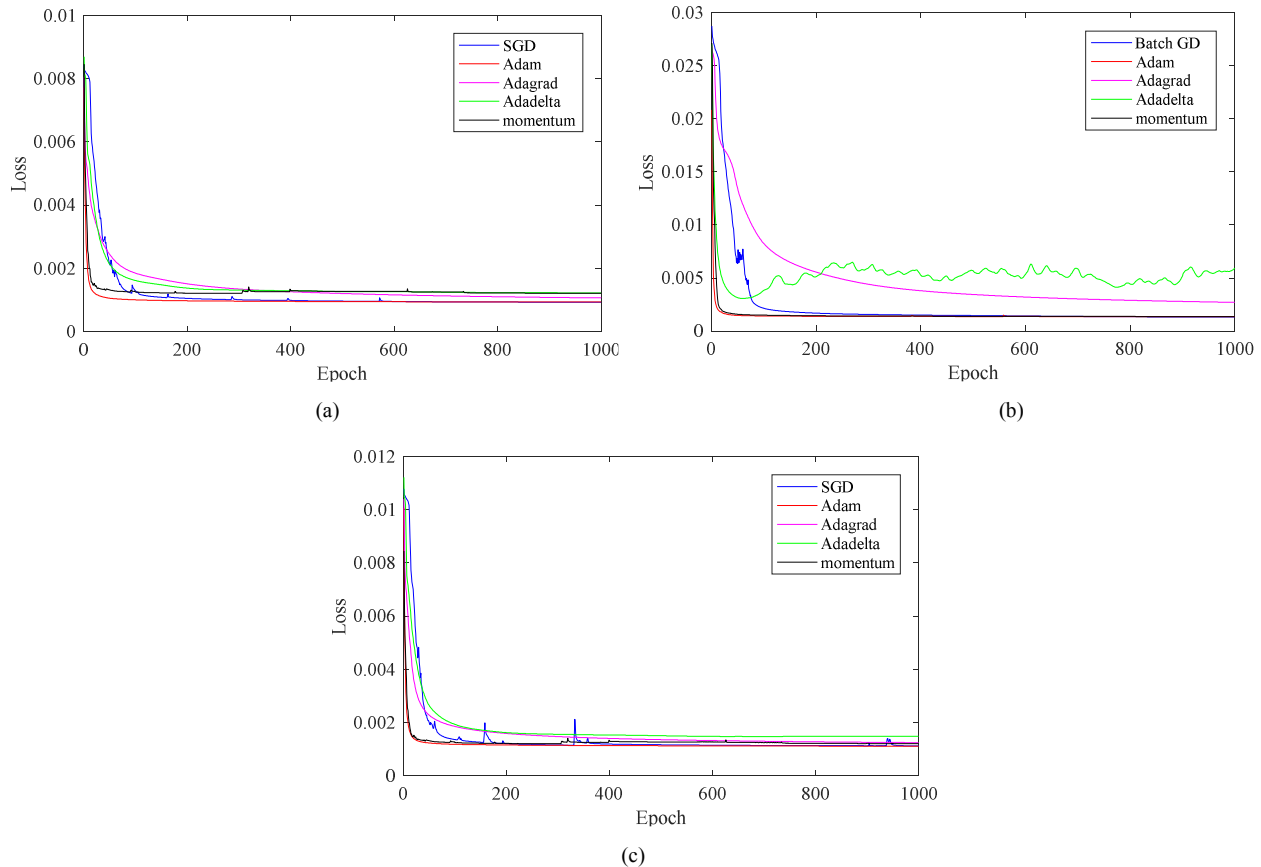 0.01
0.008
0.006
0.004
0.002
0
Loss
SGD
Adam
Adagrad
Adadelta
momentum
0 200 400 600 800 1000
Epoch
(a)
0.03
0.025
0.02
0.015
0.01
0.005
0
Loss
Batch GD
Adam
Adagrad
Adadelta
momentum
0 200 400 600 800 1000
Epoch
(b)
0.012
0.01
0.008
0.006
0.004
0.002
0
Loss
SGD
Adam
Adagrad
Adadelta
momentum
0 200 400 600 800 1000
Epoch
(c)